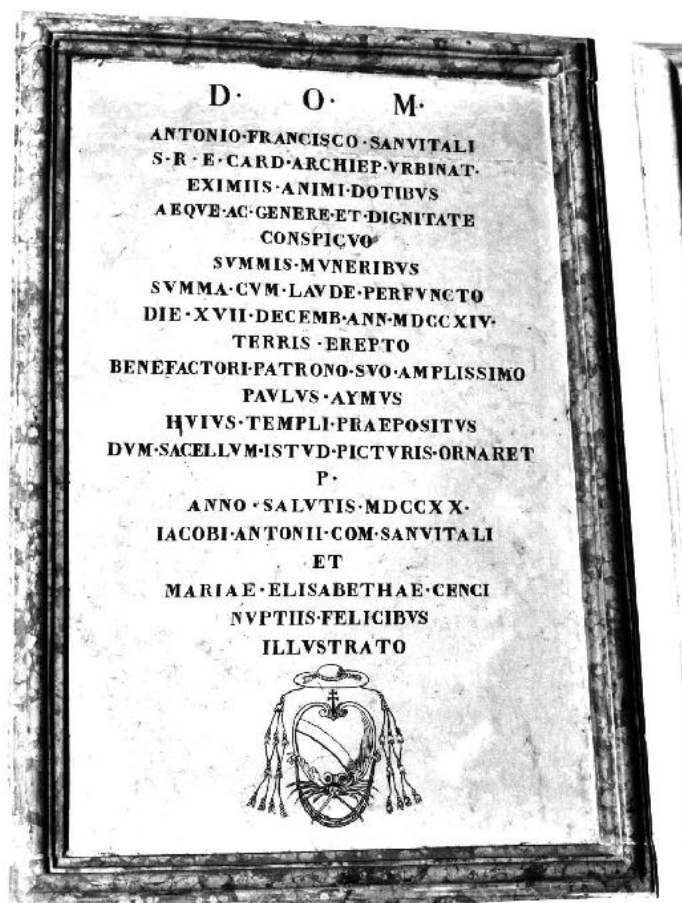 D· O· M·
ANTONIO·FRANCISCO·SANVITALI
S·R·E·CARD·ARCHIEP·VRBINAT·
EXIMIIS·ANIMI·DOTIBVS
AEQVE·AC·GENERE·ET·DIGNITATE
CONSPICVO
SVMMIS·MVNERIBVS
SVMMA·CVM·LAVDE·PERFVNCTO
DIE·XVII·DECEMB·ANN·MDCCXIV·
TERRIS·EREPTO
BENEFACTORI·PATRONO·SVO·AMPLISSIMO
PAVLVS·AYMVS
HVIVS·TEMPLI·PRAEPOSITVS
DVM·SACELLVM·ISTVD·PICTVRIS·ORNARET
P·
ANNO·SALVTIS·MDCCXX·
IACOBI·ANTONII·COM·SANVITALI
ET
MARIAE·ELISABETHAE·CENCI
NVPTIIS·FELICIBVS
ILLVSTRATO